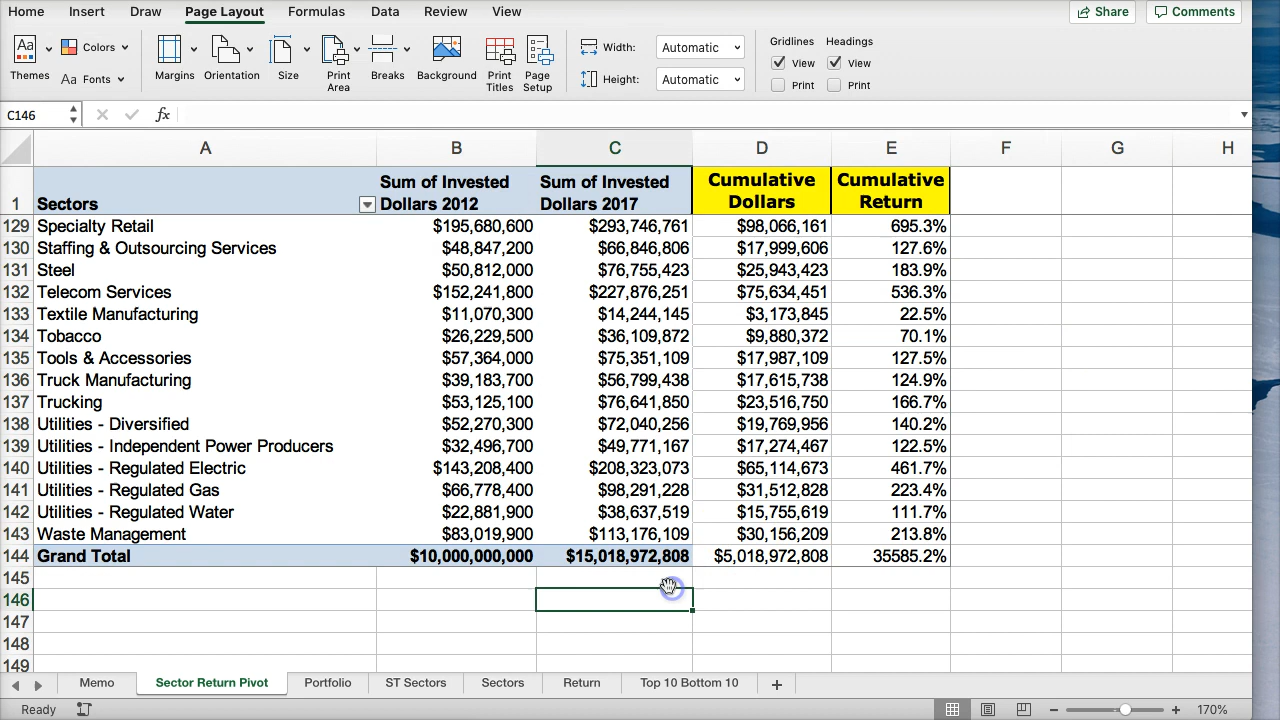 Home Insert Draw Page Layout Formulas Data Review View Share Comments
Aa Colors Width: Automatic Gridlines Headings
View View
Themes Aa Fonts Margins Orientation Size Print Area Breaks Background Print Titles Page Setup Height: Automatic Print Print
C146 fx
A B C D E F G H
1 Sectors Sum of Invested Dollars 2012 Sum of Invested Dollars 2017 Cumulative Dollars Cumulative Return
129 Specialty Retail $195,680,600 $293,746,761 $98,066,161 695.3%
130 Staffing & Outsourcing Services $48,847,200 $66,846,806 $17,999,606 127.6%
131 Steel $50,812,000 $76,755,423 $25,943,423 183.9%
132 Telecom Services $152,241,800 $227,876,251 $75,634,451 536.3%
133 Textile Manufacturing $11,070,300 $14,244,145 $3,173,845 22.5%
134 Tobacco $26,229,500 $36,109,872 $9,880,372 70.1%
135 Tools & Accessories $57,364,000 $75,351,109 $17,987,109 127.5%
136 Truck Manufacturing $39,183,700 $56,799,438 $17,615,738 124.9%
137 Trucking $53,125,100 $76,641,850 $23,516,750 166.7%
138 Utilities - Diversified $52,270,300 $72,040,256 $19,769,956 140.2%
139 Utilities - Independent Power Producers $32,496,700 $49,771,167 $17,274,467 122.5%
140 Utilities - Regulated Electric $143,208,400 $208,323,073 $65,114,673 461.7%
141 Utilities - Regulated Gas $66,778,400 $98,291,228 $31,512,828 223.4%
142 Utilities - Regulated Water $22,881,900 $38,637,519 $15,755,619 111.7%
143 Waste Management $83,019,900 $113,176,109 $30,156,209 213.8%
144 Grand Total $10,000,000,000 $15,018,972,808 $5,018,972,808 35585.2%
145
146
147
148
149
Memo Sector Return Pivot Portfolio ST Sectors Sectors Return Top 10 Bottom 10
Ready 170%